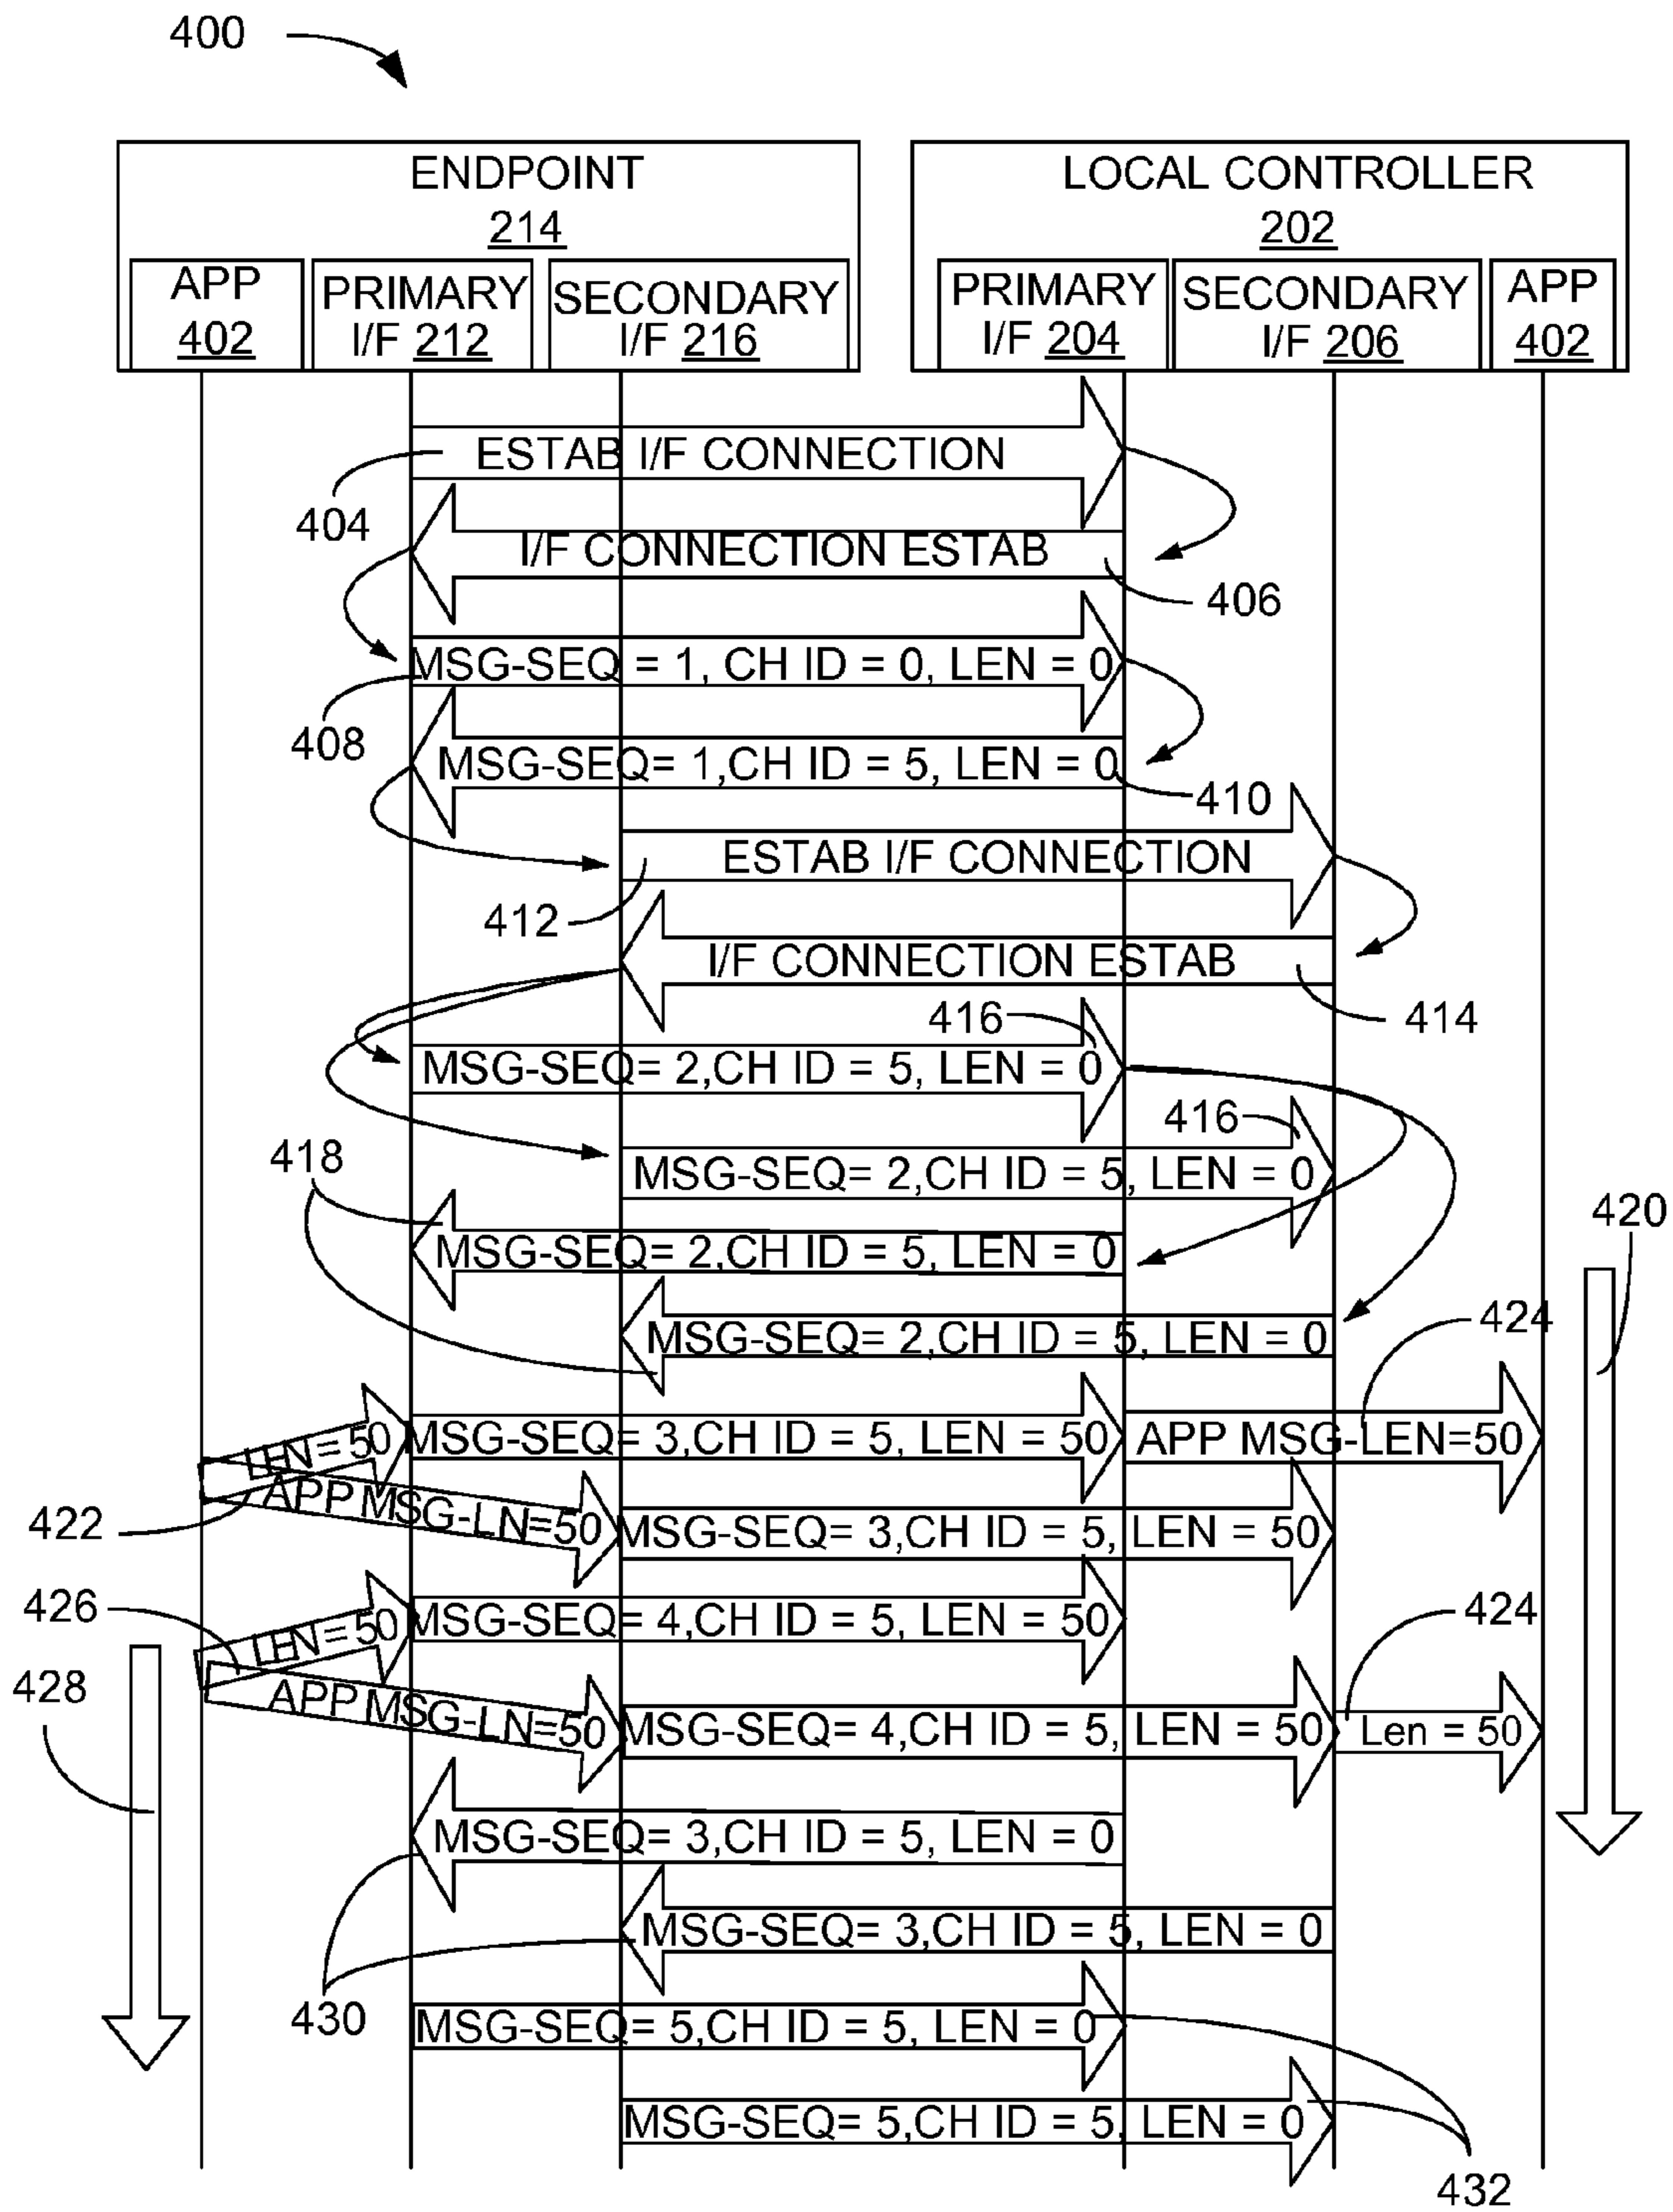 400
ENDPOINT
214
LOCAL CONTROLLER
202
APP
402
PRIMARY
I/F 212
SECONDARY
I/F 216
PRIMARY
I/F 204
SECONDARY
I/F 206
APP
402
ESTAB I/F CONNECTION
404
I/F CONNECTION ESTAB
406
MSG-SEQ = 1, CH ID = 0, LEN = 0
408
MSG-SEQ= 1,CH ID = 5, LEN = 0
410
ESTAB I/F CONNECTION
412
I/F CONNECTION ESTAB
414
416
MSG-SEQ= 2,CH ID = 5, LEN = 0
416
MSG-SEQ= 2,CH ID = 5, LEN = 0
418
420
MSG-SEQ= 2,CH ID = 5, LEN = 0
MSG-SEQ= 2,CH ID = 5, LEN = 0
424
LEN = 50
MSG-SEQ= 3,CH ID = 5, LEN = 50
APP MSG-LEN=50
APP MSG-LN=50
422
MSG-SEQ= 3,CH ID = 5, LEN = 50
426
LEN = 50
MSG-SEQ= 4,CH ID = 5, LEN = 50
424
428
APP MSG-LN=50
MSG-SEQ= 4,CH ID = 5, LEN = 50
Len = 50
MSG-SEQ= 3,CH ID = 5, LEN = 0
MSG-SEQ= 3,CH ID = 5, LEN = 0
430
MSG-SEQ= 5,CH ID = 5, LEN = 0
MSG-SEQ= 5,CH ID = 5, LEN = 0
432